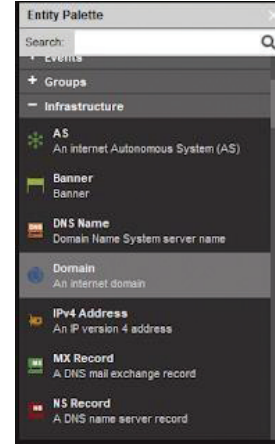 Entity Palette
Search:
Events
+ Groups
− Infrastructure
AS
An internet Autonomous System (AS)
Banner
Banner
DNS Name
Domain Name System server name
Domain
An internet domain
IPv4 Address
An IP version 4 address
MX Record
A DNS mail exchange record
NS Record
A DNS name server record